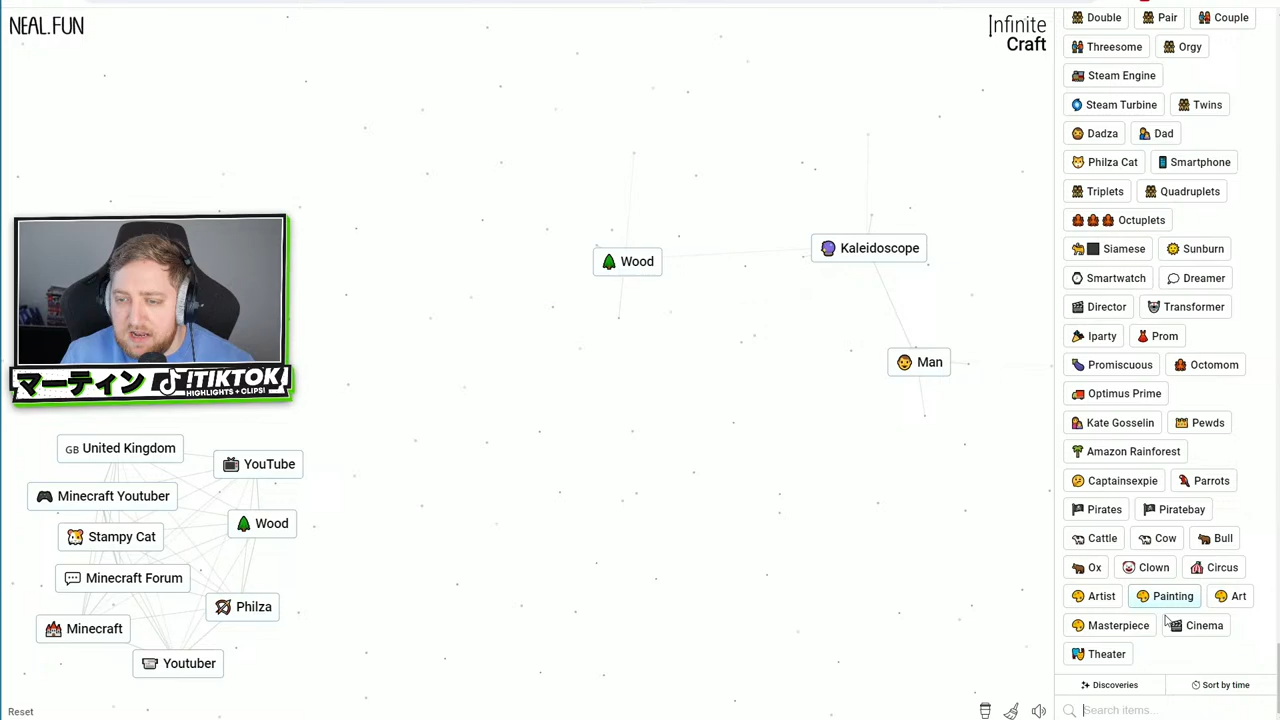 NEAL.FUN
Infinite
Craft
Wood
Kaleidoscope
Man
マーティン !TIKTOK
HIGHLIGHTS + CLIPS!
GB United Kingdom
YouTube
Minecraft Youtuber
Stampy Cat
Wood
Minecraft Forum
Philza
Minecraft
Youtuber
Reset
Double Pair Couple
Threesome Orgy
Steam Engine
Steam Turbine Twins
Dadza Dad
Philza Cat Smartphone
Triplets Quadruplets
Octuplets
Siamese Sunburn
Smartwatch Dreamer
Director Transformer
Iparty Prom
Promiscuous Octomom
Optimus Prime
Kate Gosselin Pewds
Amazon Rainforest
Captainsexpie Parrots
Pirates Piratebay
Cattle Cow Bull
Ox Clown Circus
Artist Painting Art
Masterpiece Cinema
Theater
Discoveries Sort by time
Search items...